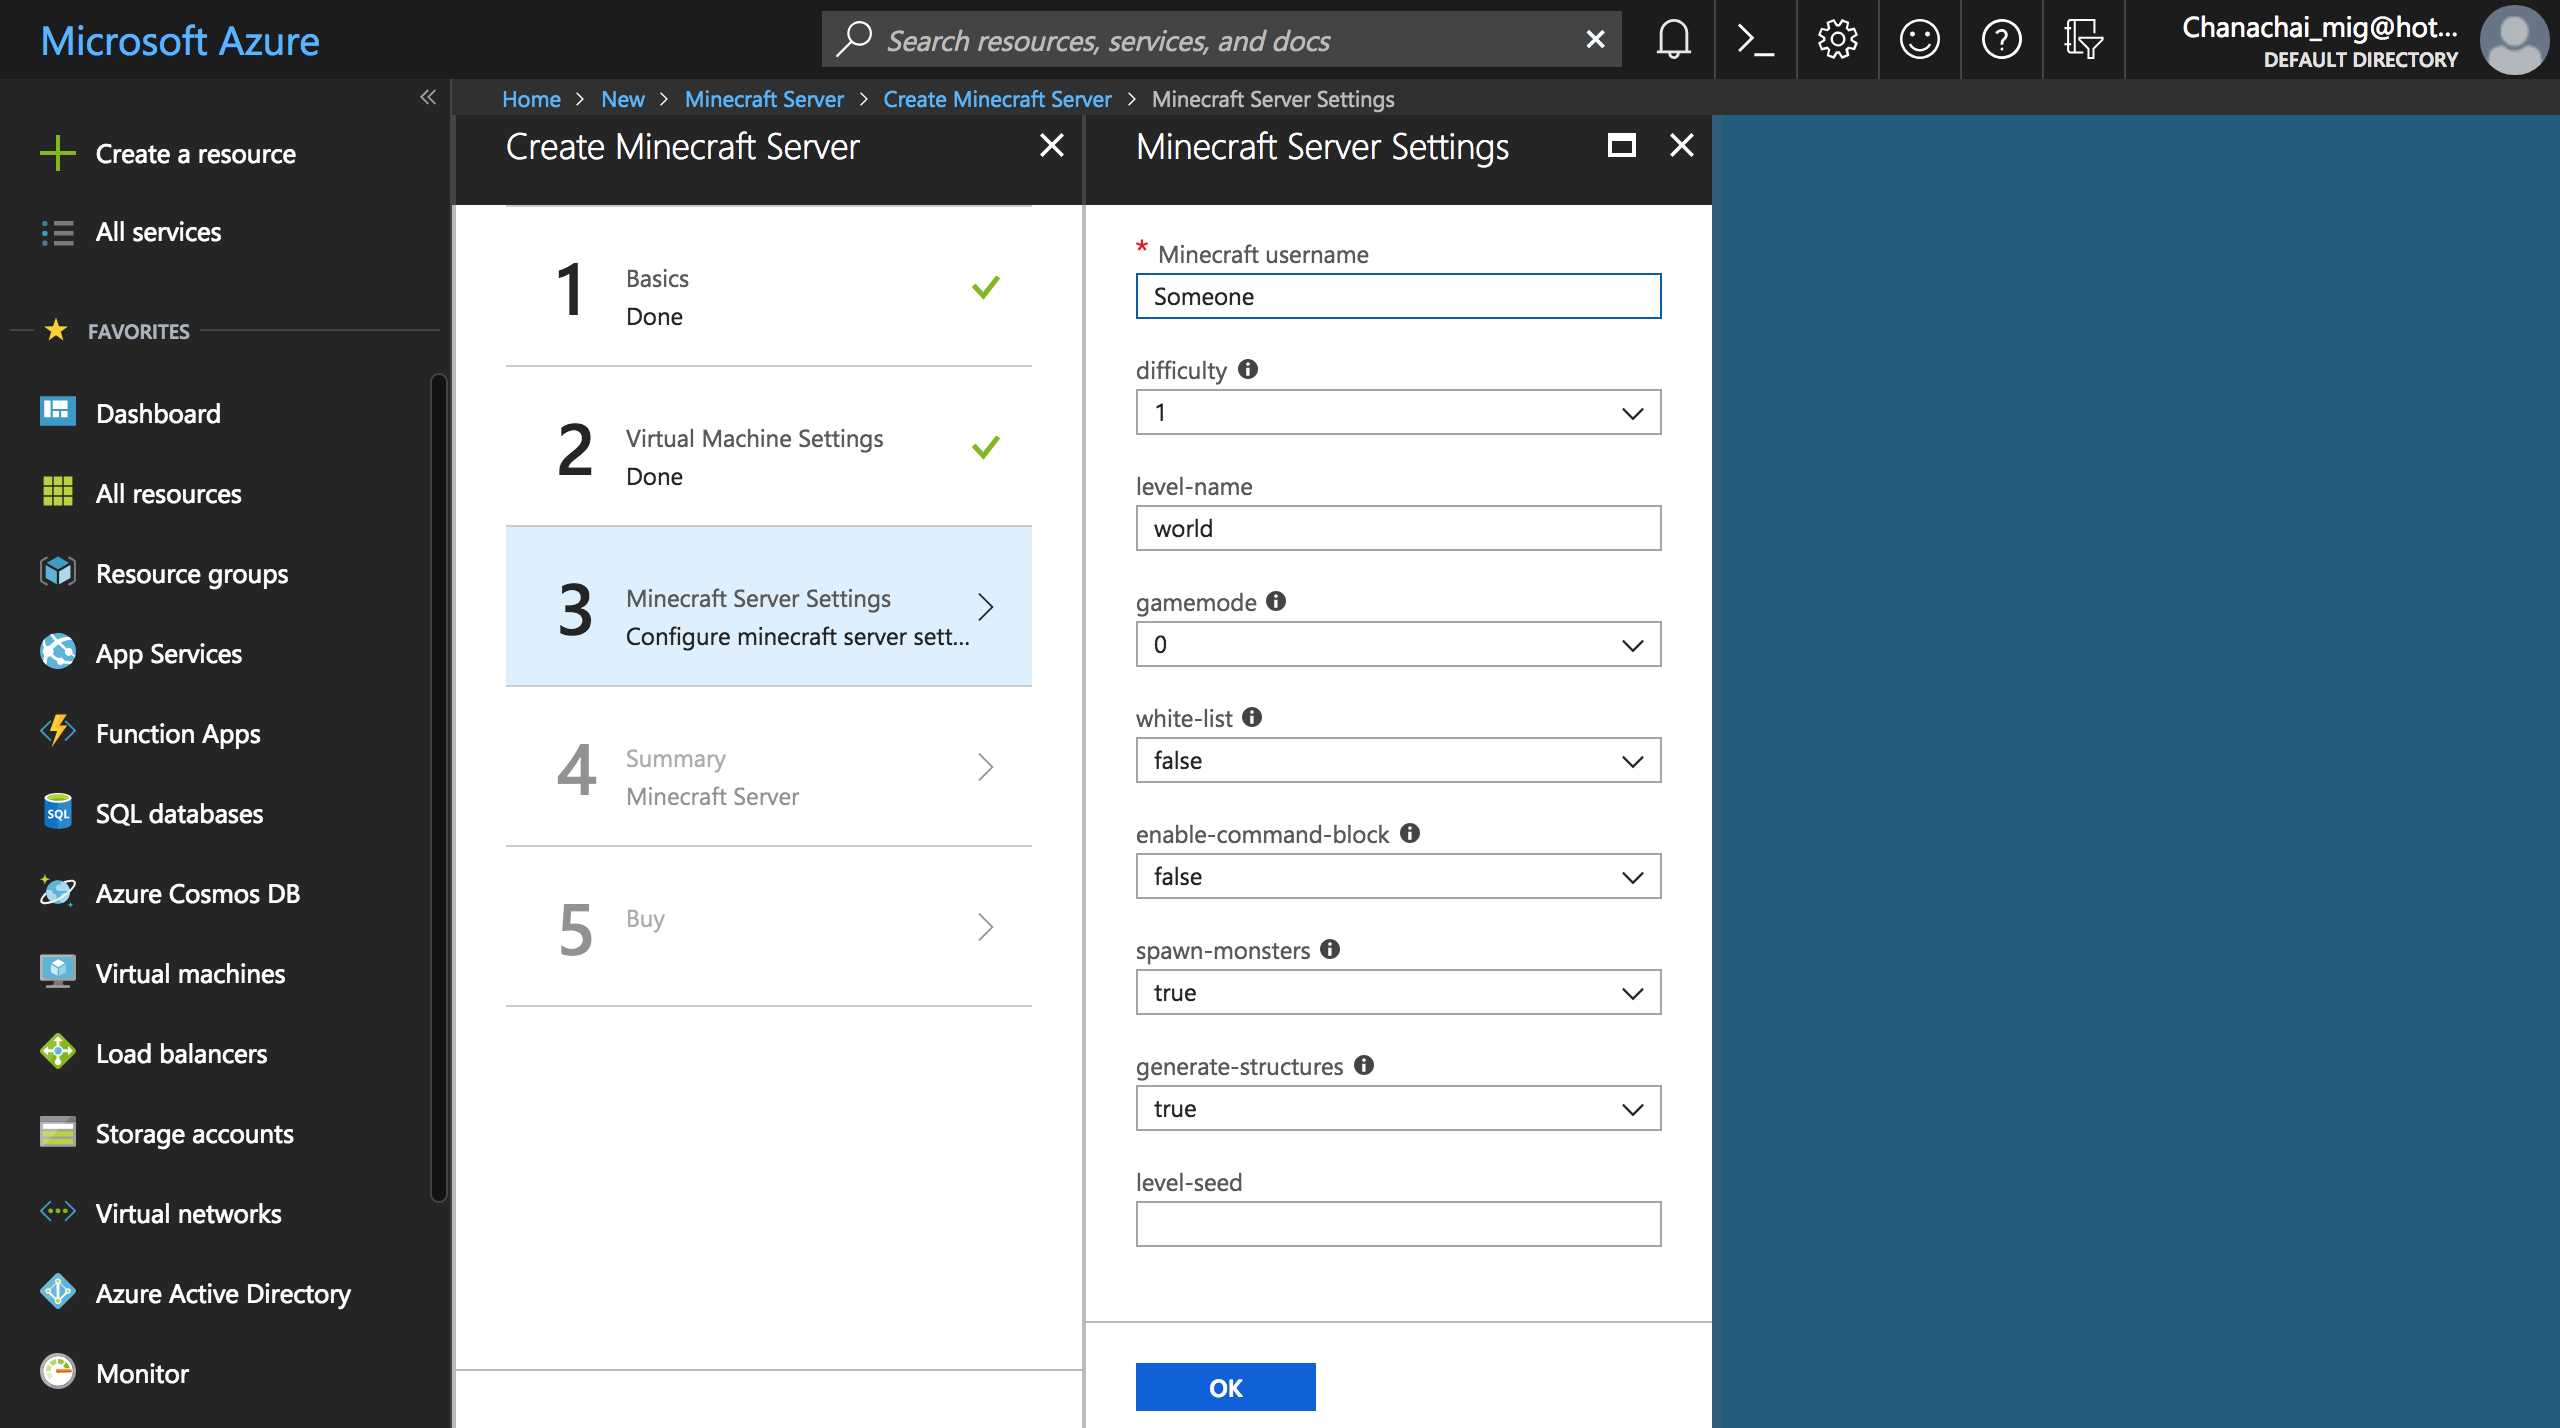 Microsoft Azure
Search resources, services, and docs
Chanachai_mig@hot...
DEFAULT DIRECTORY
Home > New > Minecraft Server > Create Minecraft Server > Minecraft Server Settings
Create a resource
All services
FAVORITES
Dashboard
All resources
Resource groups
App Services
Function Apps
SQL
SQL databases
Azure Cosmos DB
Virtual machines
Load balancers
Storage accounts
Virtual networks
Azure Active Directory
Monitor
Create Minecraft Server
1
Basics
Done
2
Virtual Machine Settings
Done
3
Minecraft Server Settings
Configure minecraft server sett...
4
Summary
Minecraft Server
5
Buy
Minecraft Server Settings
* Minecraft username
Someone
difficulty
1
level-name
world
gamemode
0
white-list
false
enable-command-block
false
spawn-monsters
true
generate-structures
true
level-seed
OK